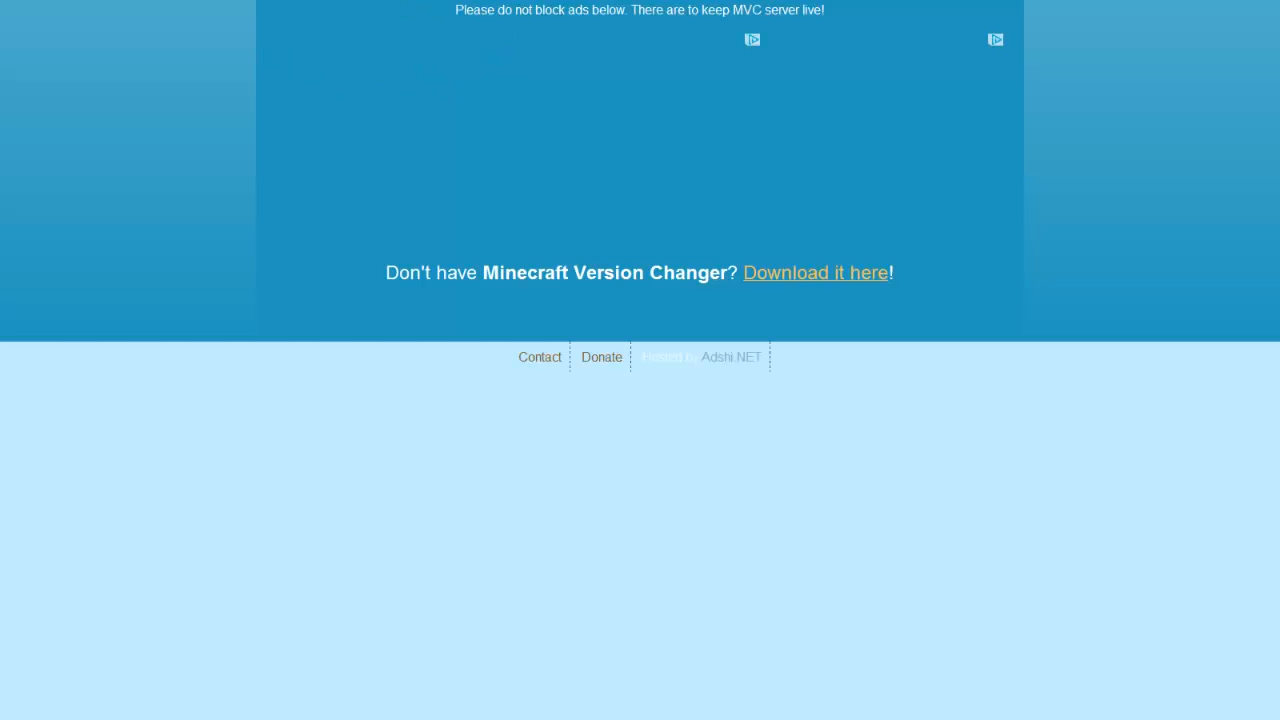 Please do not block ads below. There are to keep MVC server live!
Don't have Minecraft Version Changer? Download it here!
Contact
Donate
Hosted by Adshi.NET